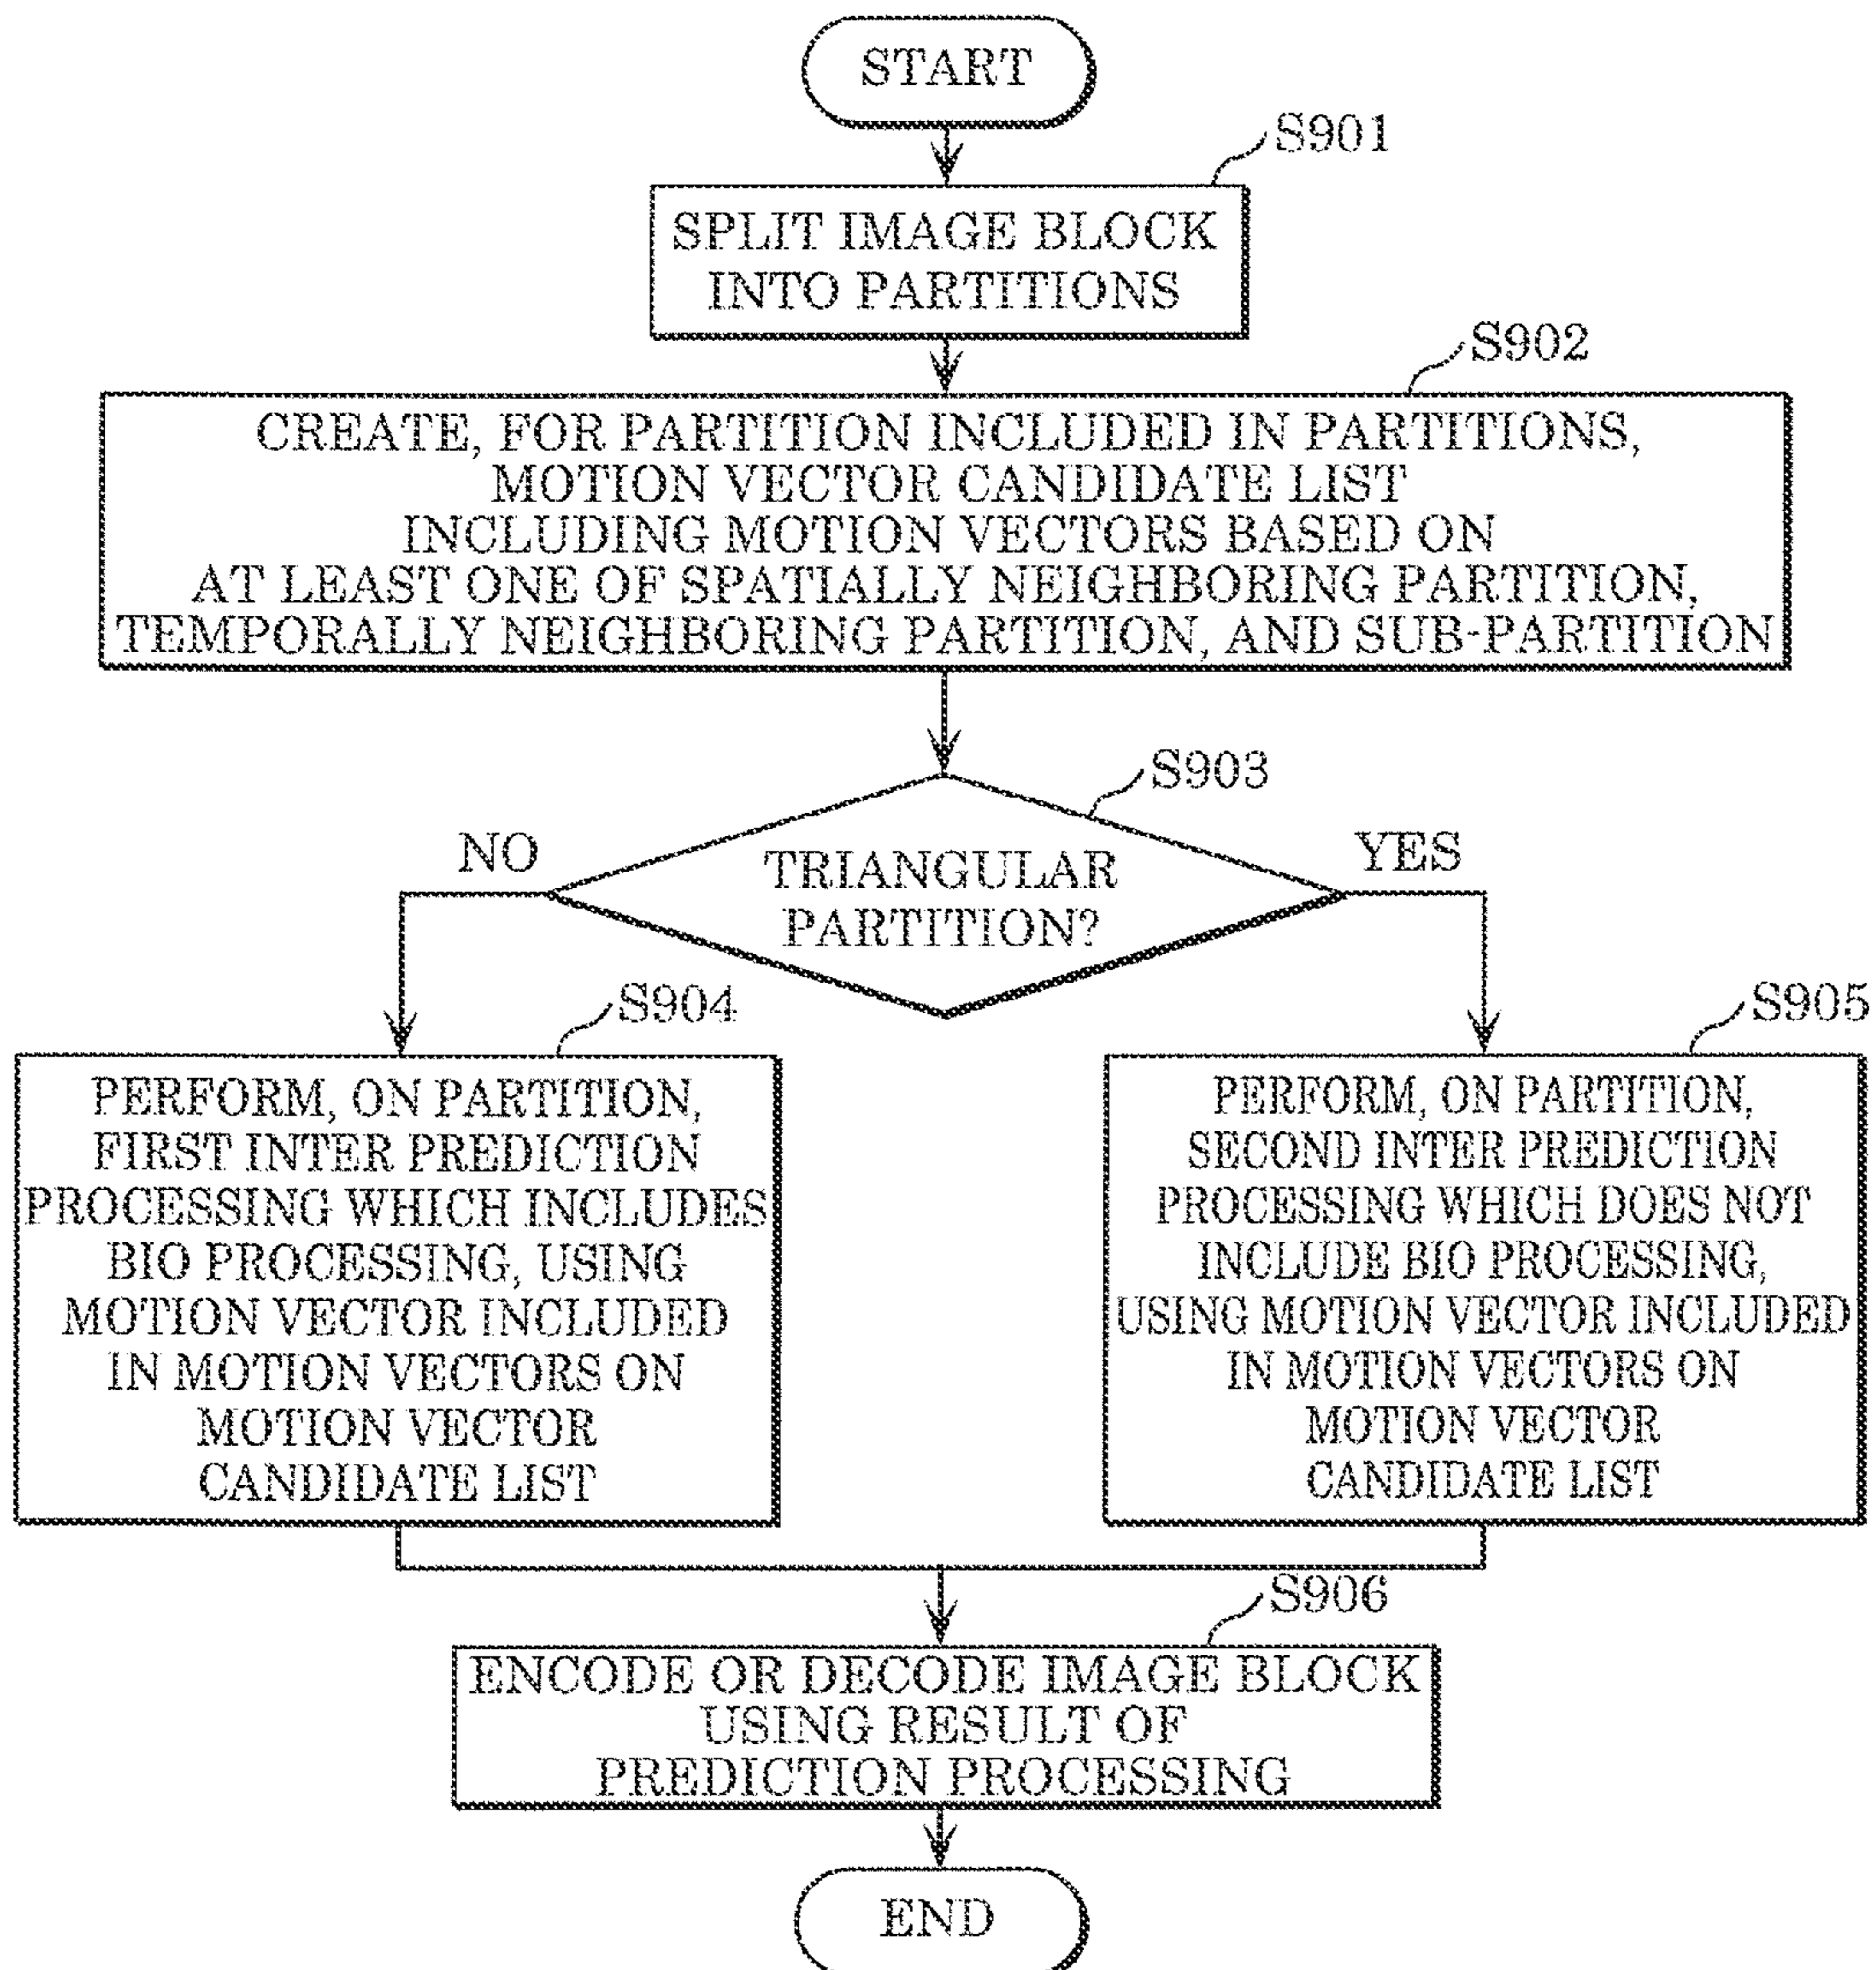 START
S901
SPLIT IMAGE BLOCK
INTO PARTITIONS
S902
CREATE, FOR PARTITION INCLUDED IN PARTITIONS,
MOTION VECTOR CANDIDATE LIST
INCLUDING MOTION VECTORS BASED ON
AT LEAST ONE OF SPATIALLY NEIGHBORING PARTITION,
TEMPORALLY NEIGHBORING PARTITION, AND SUB-PARTITION
S903
NO
YES
TRIANGULAR
PARTITION?
S904
PERFORM, ON PARTITION,
FIRST INTER PREDICTION
PROCESSING WHICH INCLUDES
BIO PROCESSING, USING
MOTION VECTOR INCLUDED
IN MOTION VECTORS ON
MOTION VECTOR
CANDIDATE LIST
S905
PERFORM, ON PARTITION,
SECOND INTER PREDICTION
PROCESSING WHICH DOES NOT
INCLUDE BIO PROCESSING,
USING MOTION VECTOR INCLUDED
IN MOTION VECTORS ON
MOTION VECTOR
CANDIDATE LIST
S906
ENCODE OR DECODE IMAGE BLOCK
USING RESULT OF
PREDICTION PROCESSING
END